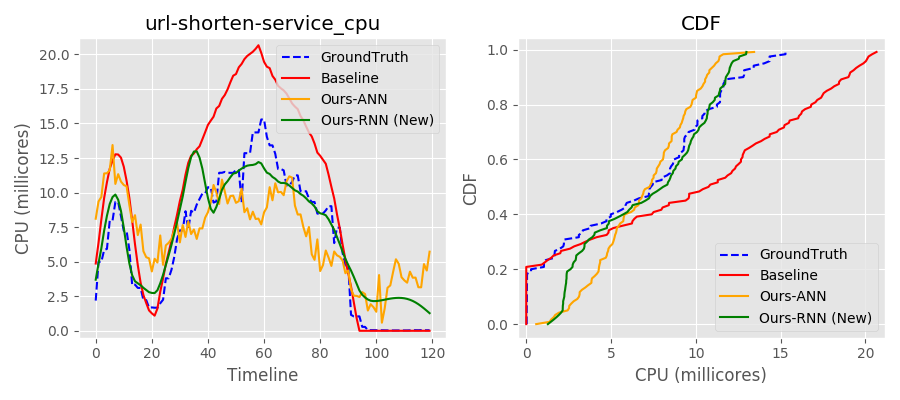 url-shorten-service_cpu
CPU (millicores)
20.0
17.5
15.0
12.5
10.0
7.5
5.0
2.5
0.0
GroundTruth
Baseline
Ours-ANN
Ours-RNN (New)
0 20 40 60 80 100 120
Timeline
CDF
CDF
1.0
0.8
0.6
0.4
0.2
0.0
GroundTruth
Baseline
Ours-ANN
Ours-RNN (New)
0 5 10 15 20
CPU (millicores)